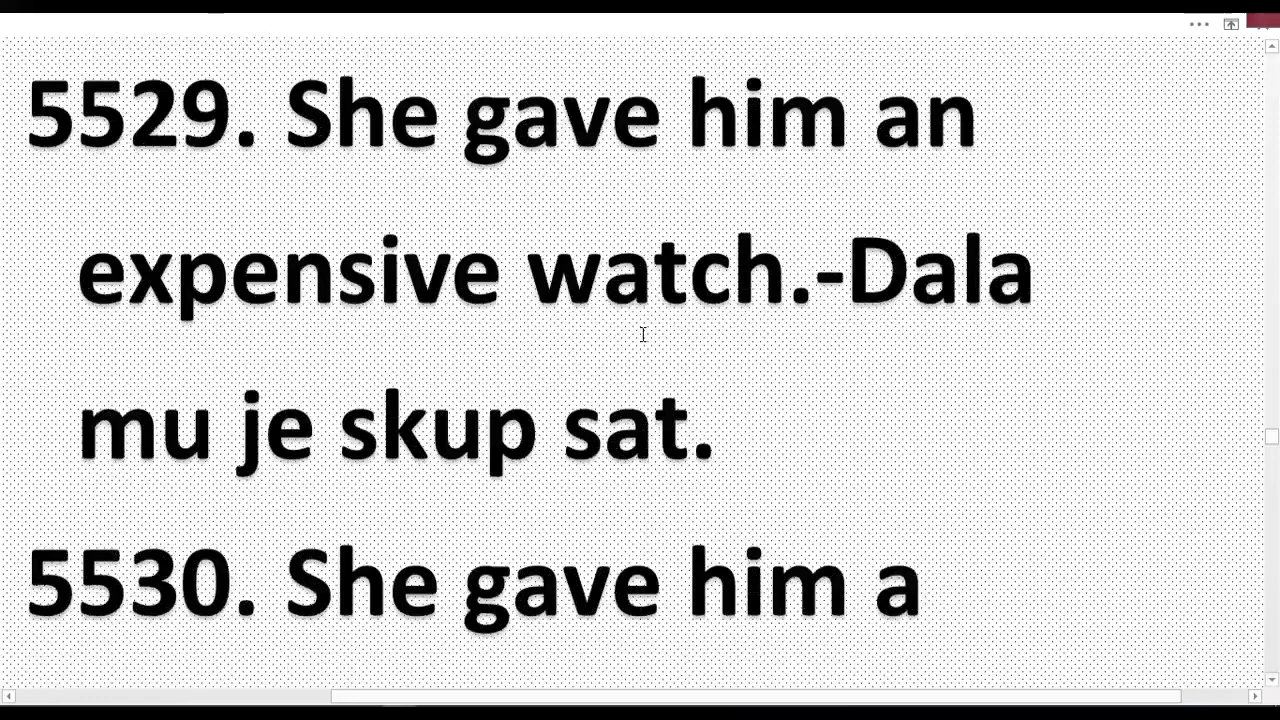 5529. She gave him an
expensive watch.-Dala
mu je skup sat.
5530. She gave him a